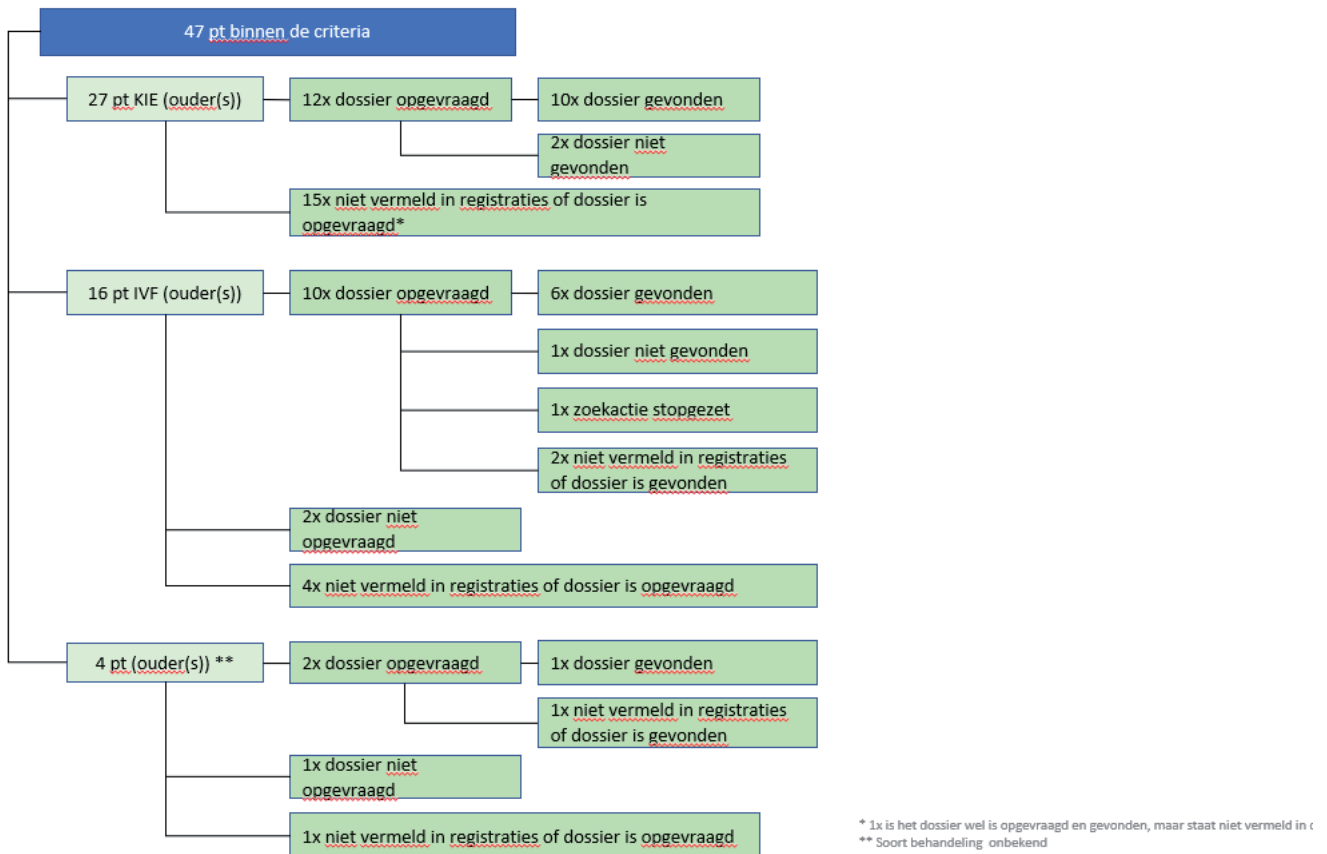 47 pt binnen de criteria
27 pt KIE (ouder(s))
12x dossier opgevraagd
10x dossier gevonden
2x dossier niet
gevonden
15x niet vermeld in registraties of dossier is
opgevraagd*
16 pt IVF (ouder(s))
10x dossier opgevraagd
6x dossier gevonden
1x dossier niet gevonden
1x zoekactie stopgezet
2x niet vermeld in registraties
of dossier is gevonden
2x dossier niet
opgevraagd
4x niet vermeld in registraties of dossier is opgevraagd
4 pt (ouder(s)) **
2x dossier opgevraagd
1x dossier gevonden
1x niet vermeld in registraties
of dossier is gevonden
1x dossier niet
opgevraagd
1x niet vermeld in registraties of dossier is opgevraagd
* 1x is het dossier wel is opgevraagd en gevonden, maar staat niet vermeld in
** Soort behandeling onbekend